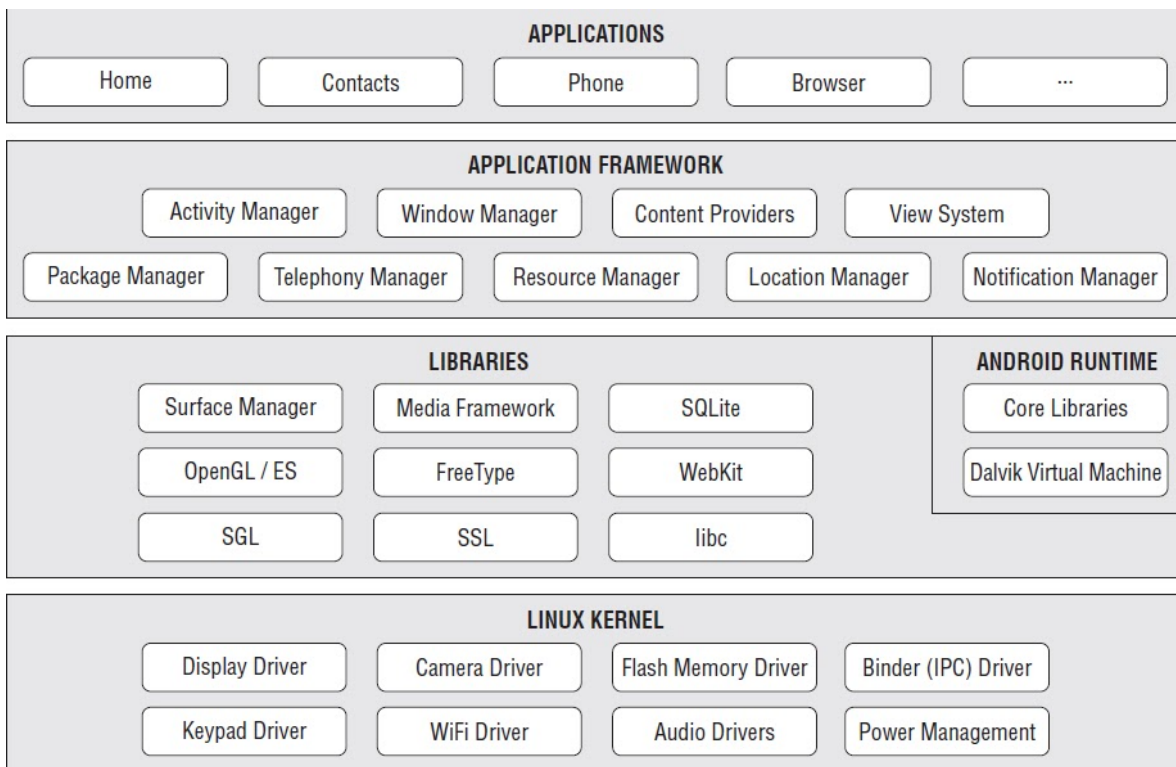 APPLICATIONS
Home
Contacts
Phone
Browser
...
APPLICATION FRAMEWORK
Activity Manager
Window Manager
Content Providers
View System
Package Manager
Telephony Manager
Resource Manager
Location Manager
Notification Manager
LIBRARIES
Surface Manager
Media Framework
SQLite
OpenGL / ES
FreeType
WebKit
SGL
SSL
libc
ANDROID RUNTIME
Core Libraries
Dalvik Virtual Machine
LINUX KERNEL
Display Driver
Camera Driver
Flash Memory Driver
Binder (IPC) Driver
Keypad Driver
WiFi Driver
Audio Drivers
Power Management